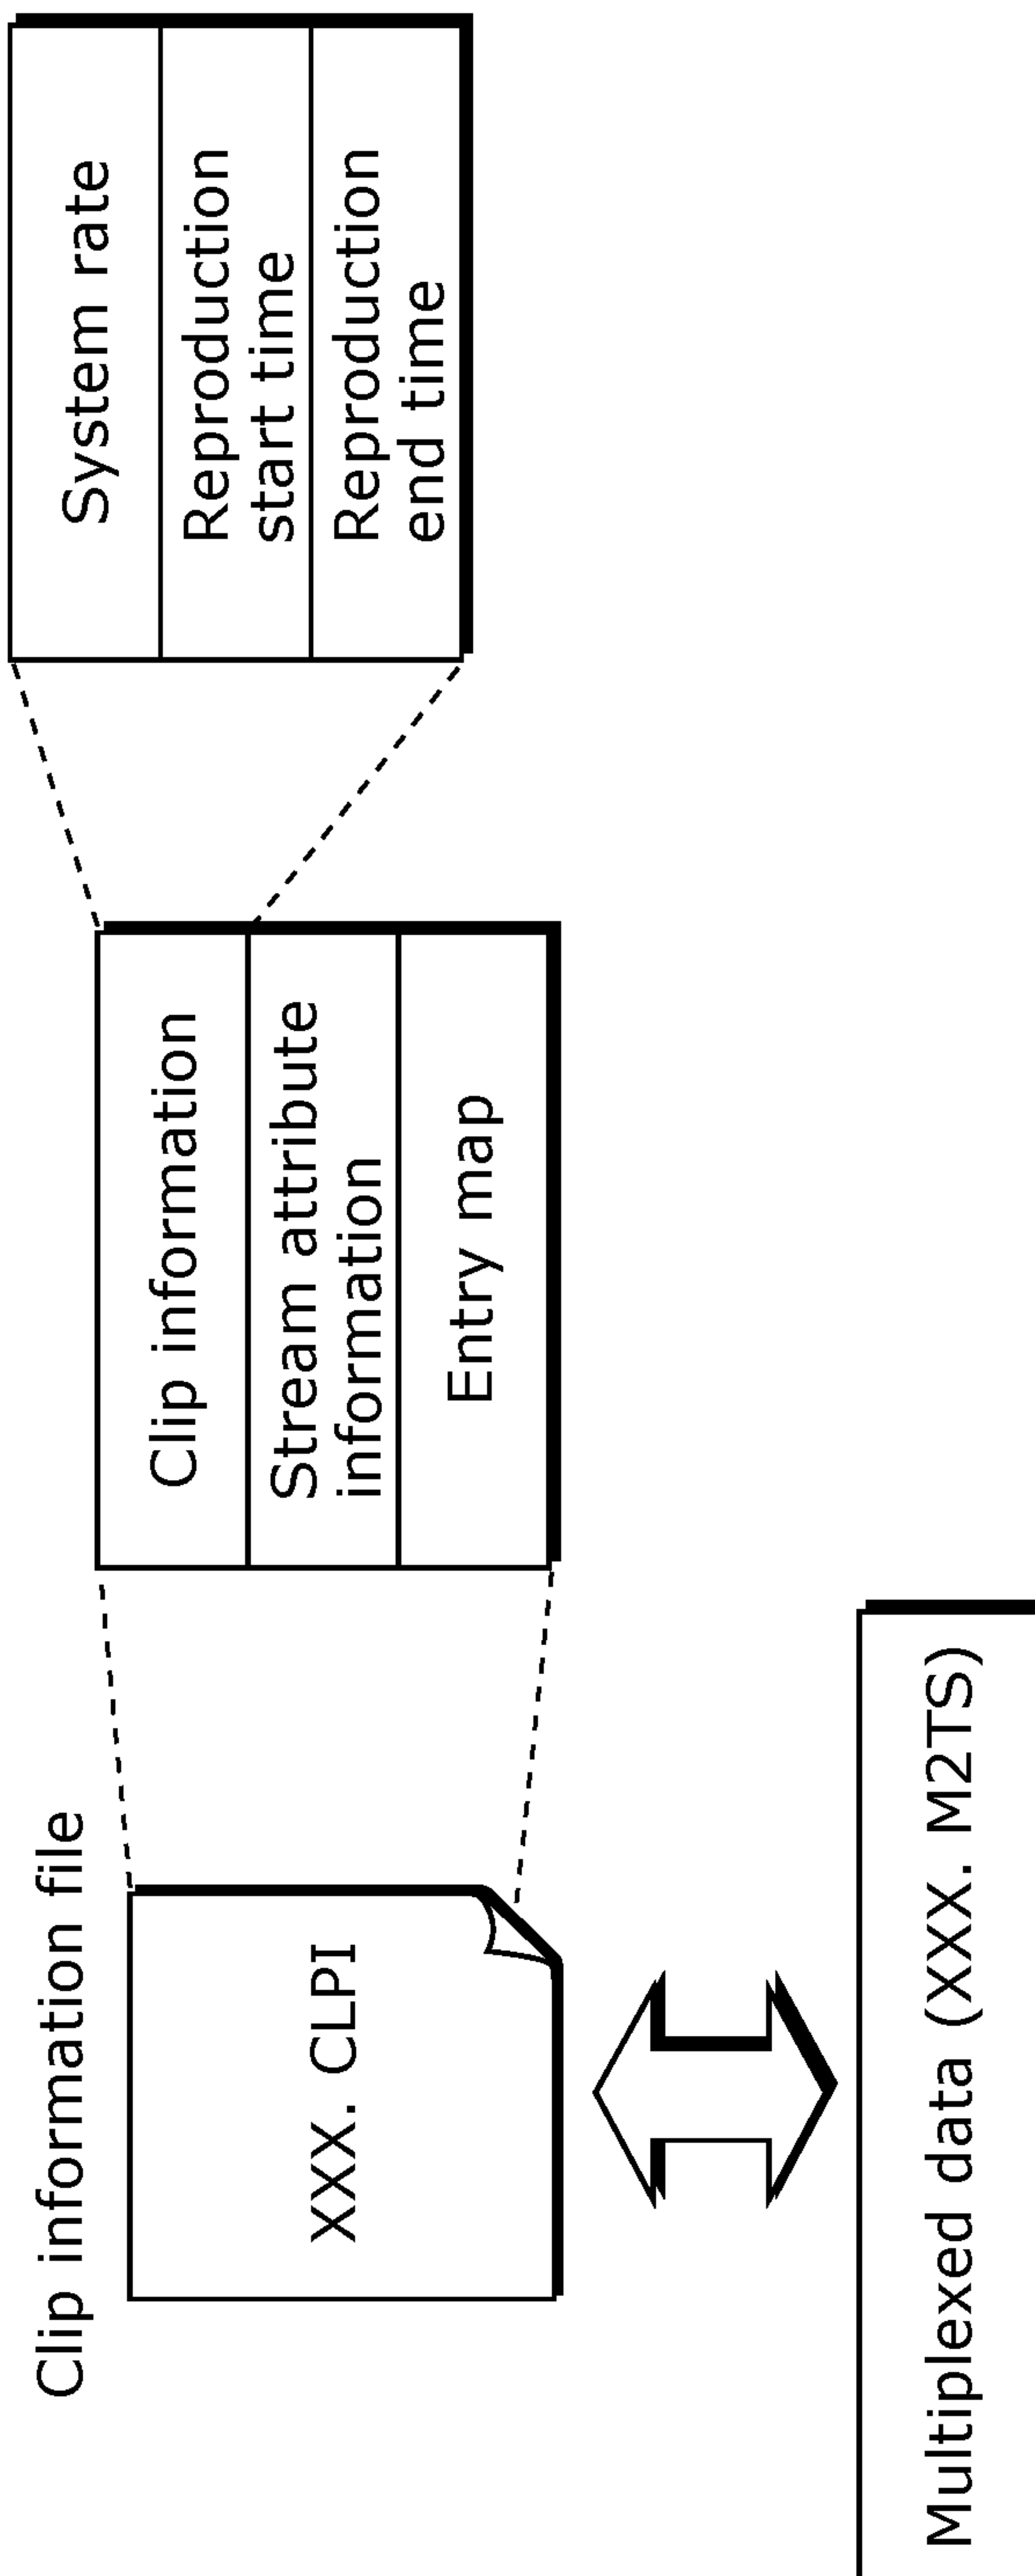 Clip information file
XXX. CLPI
Clip information
Stream attribute
information
Entry map
System rate
Reproduction
start time
Reproduction
end time
Multiplexed data (XXX. M2TS)